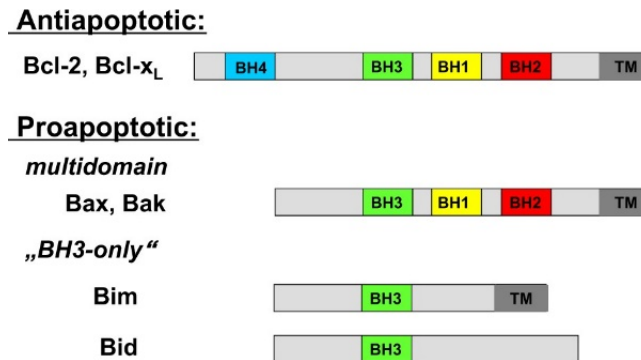 Antiapoptotic:
Bcl-2, Bcl-xL BH4 BH3 BH1 BH2 TM
Proapoptotic:
multidomain
Bax, Bak BH3 BH1 BH2 TM
„BH3-only“
Bim BH3 TM
Bid BH3